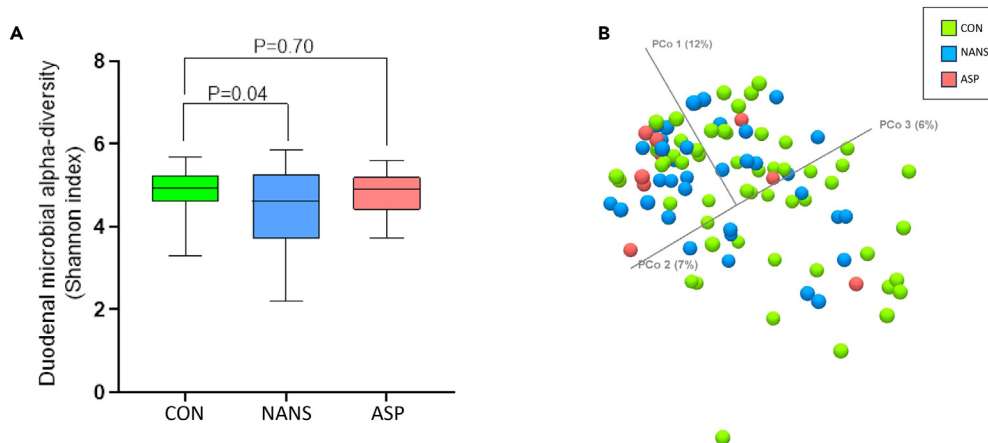 A
Duodenal microbial alpha-diversity
(Shannon index)
8
6
4
2
0
P=0.70
P=0.04
CON
NANS
ASP
B
PCo 1 (12%)
PCo 3 (6%)
PCo 2 (7%)
CON
NANS
ASP